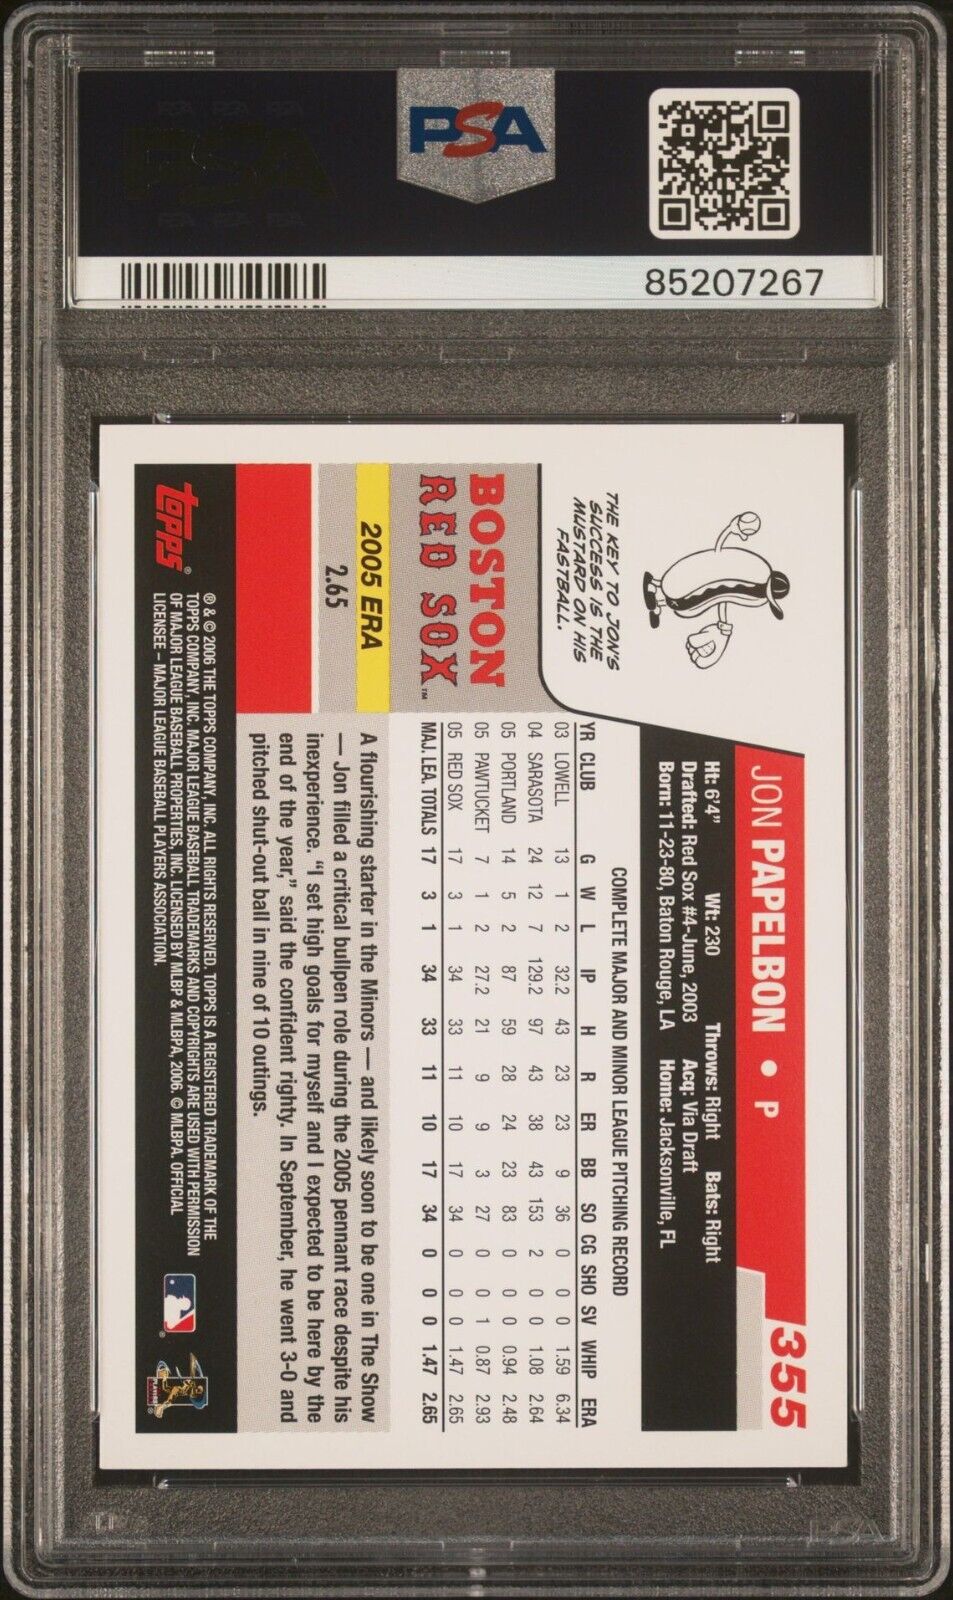 PSA
85207267
355
JON PAPELBON • P
Ht: 6'4" Wt: 230 Throws: Right Bats: Right
Drafted: Red Sox #4-June, 2003 Acq: Via Draft
Born: 11-23-80, Baton Rouge, LA Home: Jacksonville, FL
THE KEY TO JON'S
SUCCESS IS THE
MUSTARD ON HIS
FASTBALL.
COMPLETE MAJOR AND MINOR LEAGUE PITCHING RECORD
YR CLUB G W L IP H R ER BB SO CG SHO SV WHIP ERA
03 LOWELL 13 1 2 32.2 43 23 23 9 36 0 0 0 1.59 6.34
04 SARASOTA 24 12 7 129.2 97 43 38 43 153 2 0 0 1.08 2.64
05 PORTLAND 14 5 2 87 59 28 24 23 83 0 0 0 0.94 2.48
05 PAWTUCKET 7 1 2 27.2 21 9 9 3 27 0 0 1 0.87 2.93
05 RED SOX 17 3 1 34 33 11 10 17 34 0 0 0 1.47 2.65
MAJ. LEA. TOTALS 17 3 1 34 33 11 10 17 34 0 0 0 1.47 2.65
BOSTON
RED SOX™
2005 ERA
2.65
A flourishing starter in the Minors — and likely soon to be one in The Show
— Jon filled a critical bullpen role during the 2005 pennant race despite his
inexperience. "I set high goals for myself and I expected to be here by the
end of the year," said the confident righty. In September, he went 3-0 and
pitched shut-out ball in nine of 10 outings.
topps®
® & © 2006 THE TOPPS COMPANY, INC. ALL RIGHTS RESERVED. TOPPS IS A REGISTERED TRADEMARK OF THE
TOPPS COMPANY, INC. MAJOR LEAGUE BASEBALL TRADEMARKS AND COPYRIGHTS ARE USED WITH PERMISSION
OF MAJOR LEAGUE BASEBALL PROPERTIES, INC. LICENSED BY MLBP & MLBPA, 2006. © MLBPA. OFFICIAL
LICENSEE – MAJOR LEAGUE BASEBALL PLAYERS ASSOCIATION.
PSA